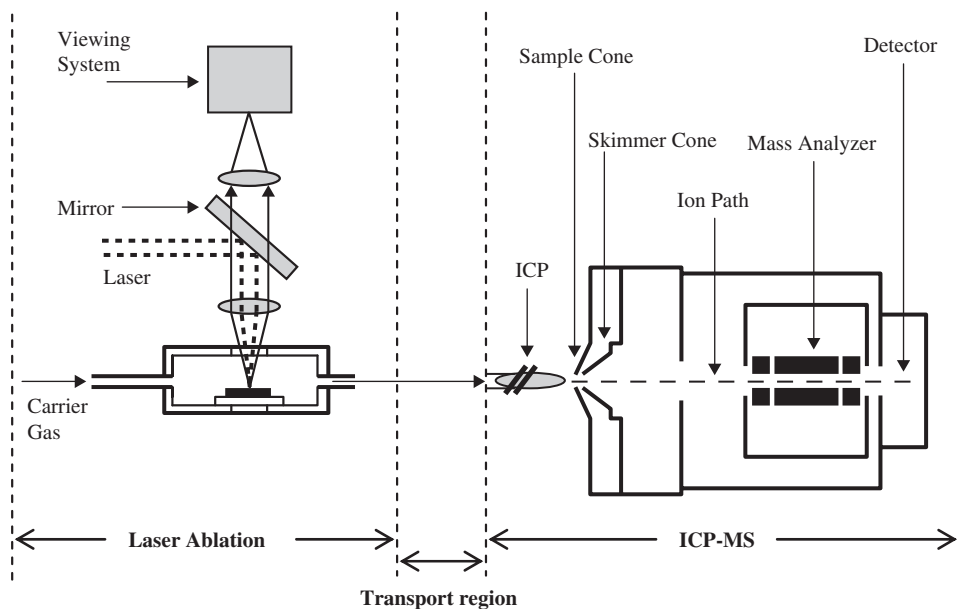 Viewing
System
Mirror
Laser
Carrier
Gas
Sample Cone
Skimmer Cone
ICP
Ion Path
Mass Analyzer
Detector
Laser Ablation
Transport region
ICP-MS